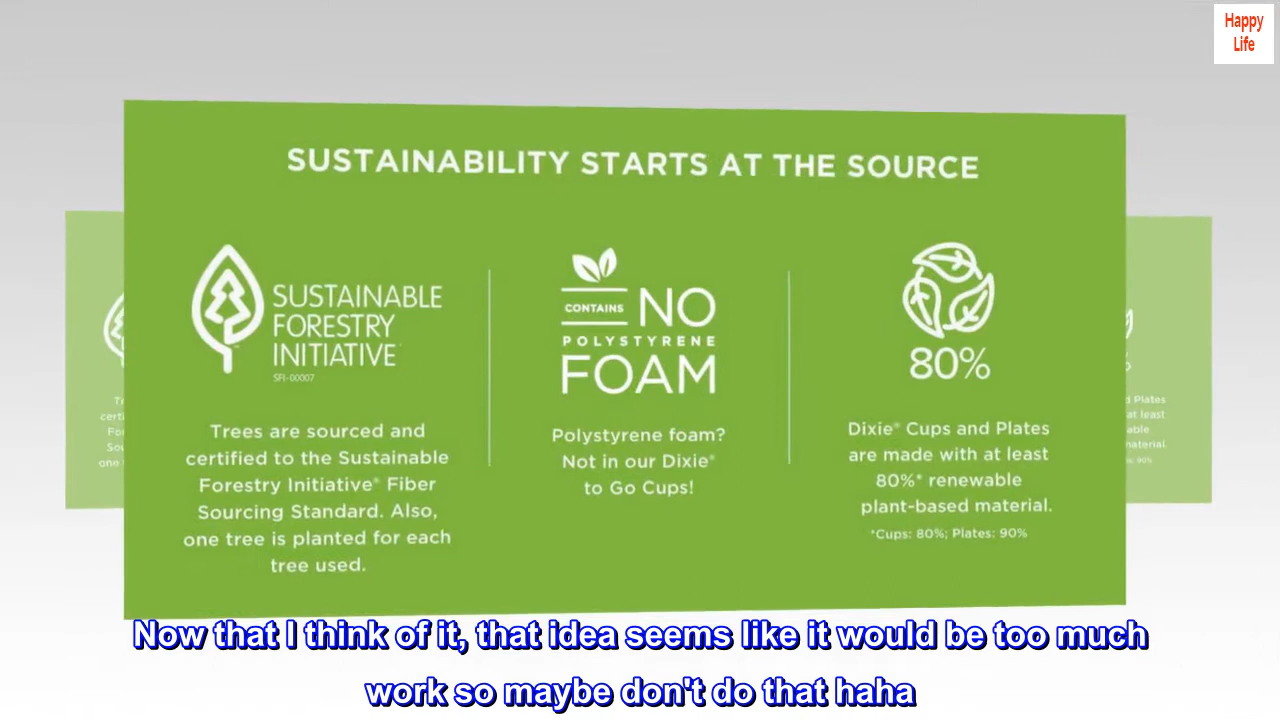 Happy
Life
SUSTAINABILITY STARTS AT THE SOURCE
SUSTAINABLE
FORESTRY
INITIATIVE
SFI-00007
Trees are sourced and
certified to the Sustainable
Forestry Initiative® Fiber
Sourcing Standard. Also,
one tree is planted for each
tree used.
CONTAINS NO
POLYSTYRENE
FOAM
Polystyrene foam?
Not in our Dixie®
to Go Cups!
80%
Dixie® Cups and Plates
are made with at least
80%* renewable
plant-based material.
*Cups: 80%; Plates: 90%
Now that I think of it, that idea seems like it would be too much
work so maybe don't do that haha